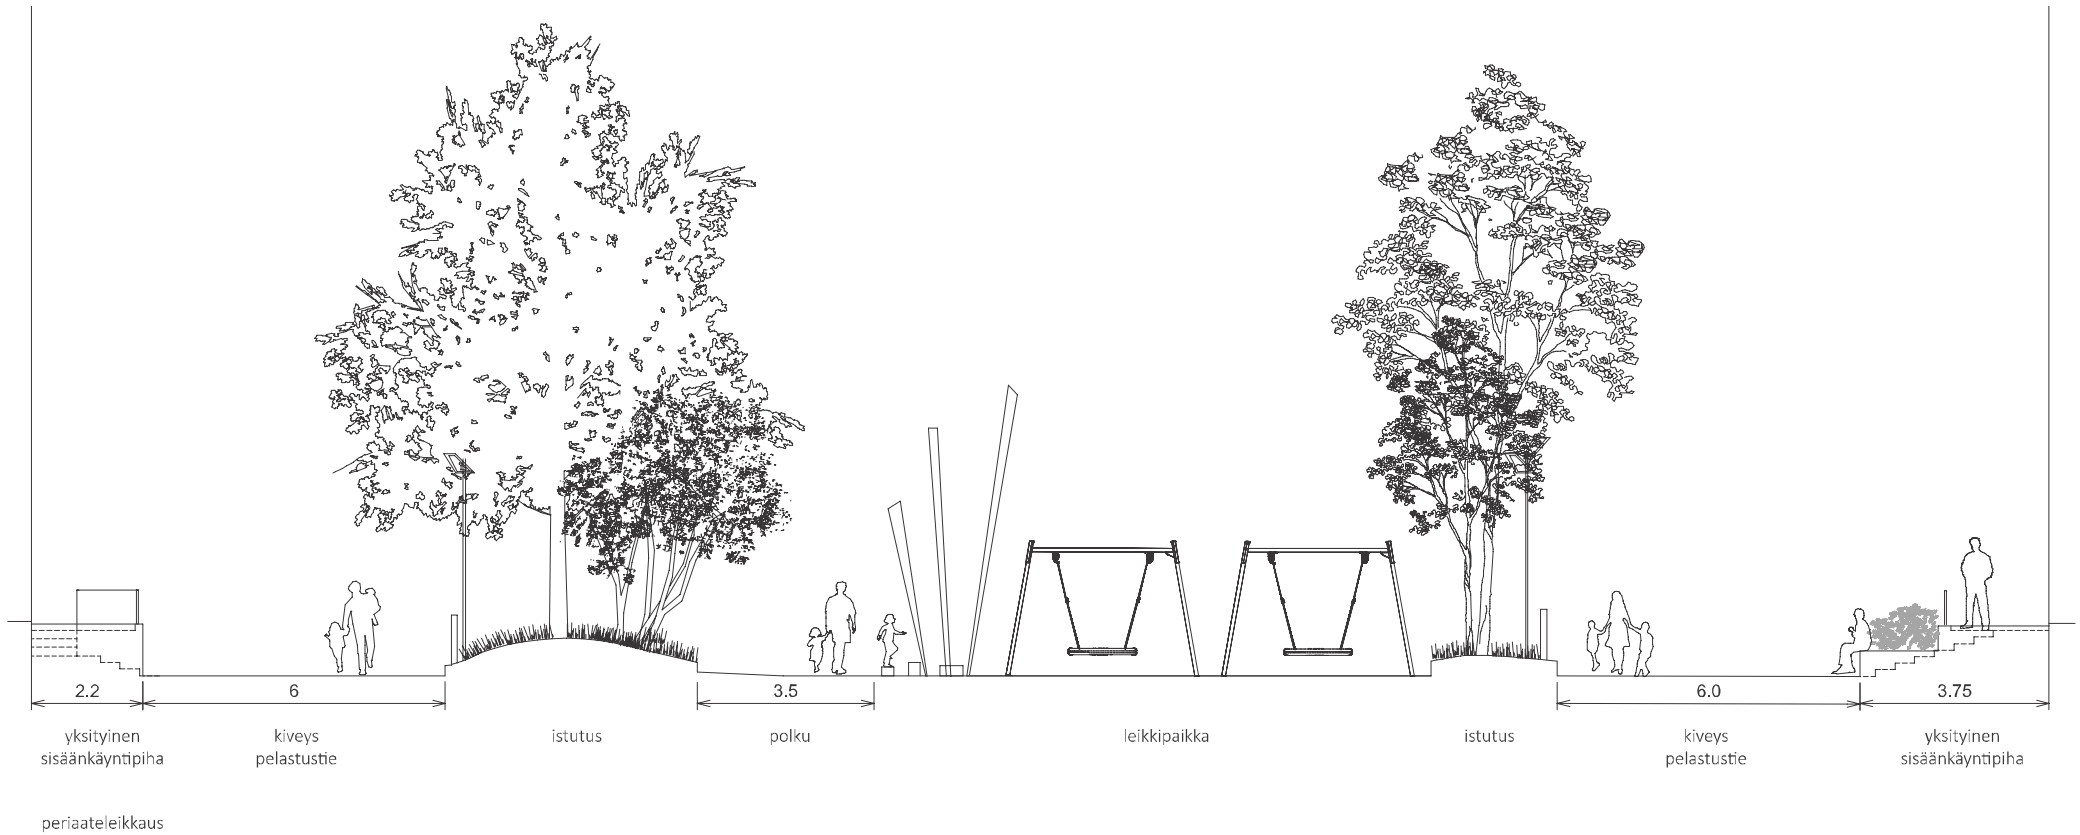 2.2
6
3.5
6.0
3.75
yksityinen
sisäänkäyntipiha
kiveys
pelastustie
istutus
polku
leikkipaikka
istutus
kiveys
pelastustie
yksityinen
sisäänkäyntipiha
periaateleikkaus